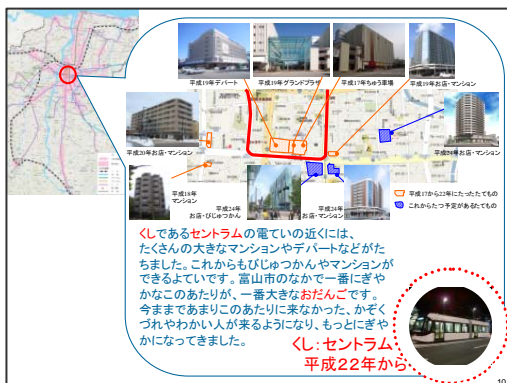 平成19年デパート
平成19年グランドプラザ
平成17年ちゅう車場
平成19年お店・マンション
平成20年お店・マンション
平成24年お店・マンション
平成18年
マンション
平成24年
お店・びじゅつかん
平成24年
お店・マンション
平成17から22年にたったたてもの
これからたつ予定があるたてもの
くしであるセントラムの電ていの近くには、
たくさんの大きなマンションやデパートなどがた
ちました。これからもびじゅつかんやマンションが
できるよていです。富山市のなかで一番にぎや
かなこのあたりが、一番大きなおだんごです。
今まであまりこのあたりに来なかった、かぞく
づれやわかい人が来るようになり、もっとにぎや
かになってきました。
くし:セントラム
平成22年から
10